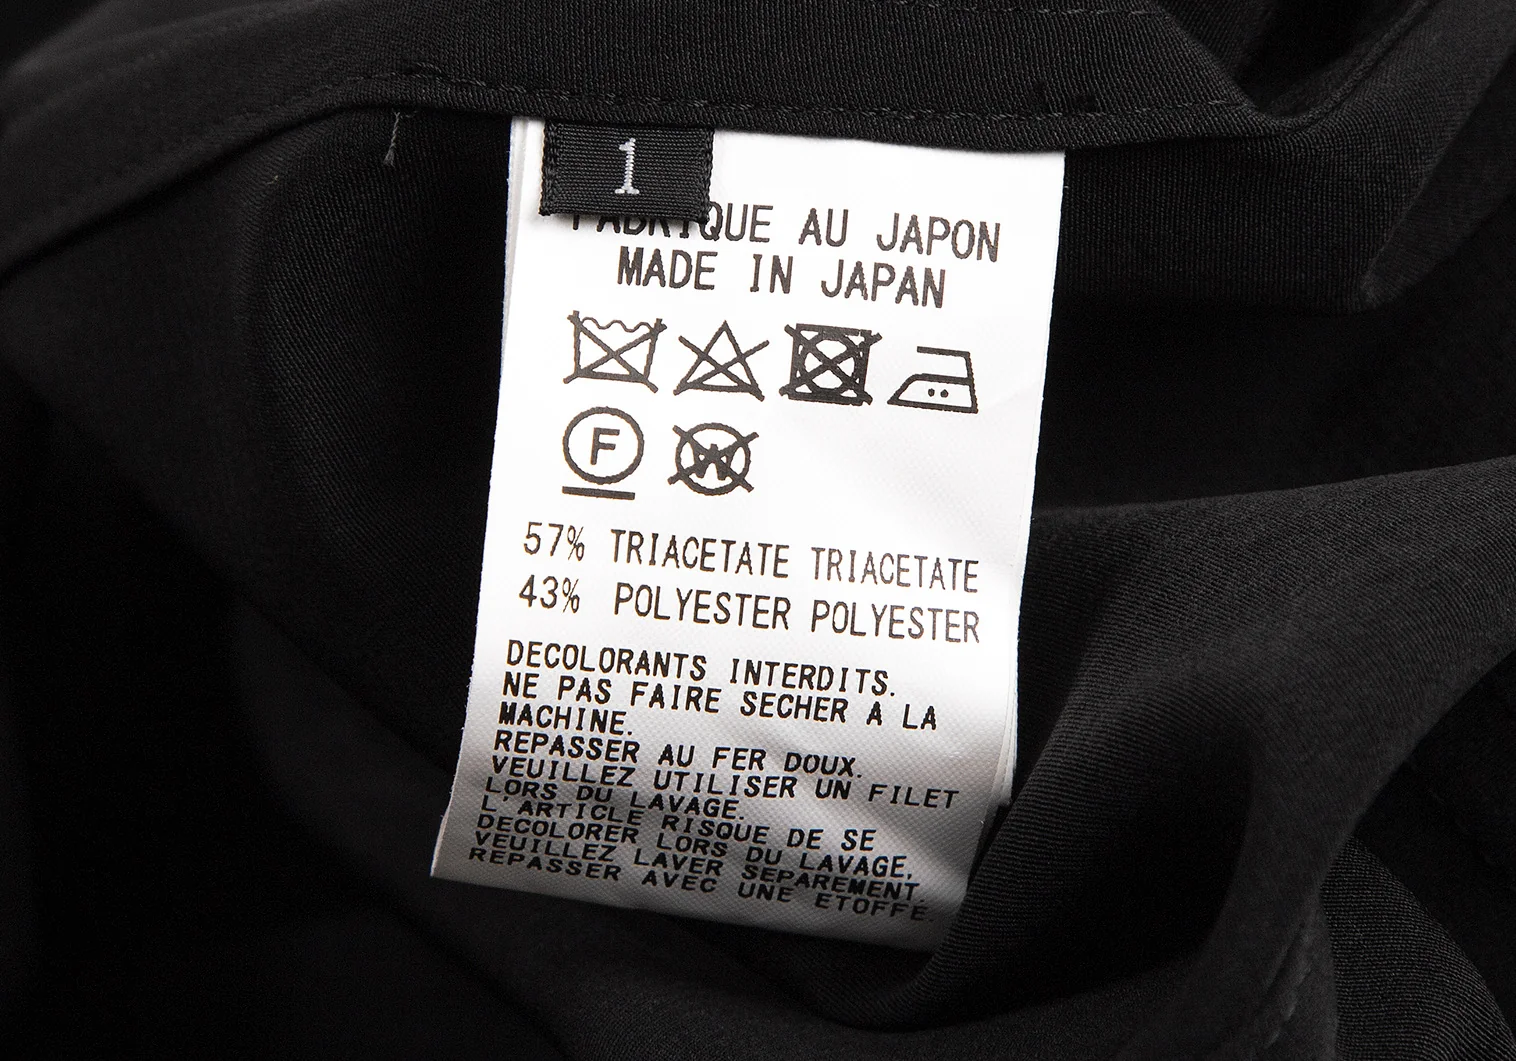 1
FABRIQUE AU JAPON
MADE IN JAPAN
F
W
57% TRIACETATE TRIACETATE
43% POLYESTER POLYESTER
DECOLORANTS INTERDITS.
NE PAS FAIRE SECHER A LA
MACHINE.
REPASSER AU FER DOUX.
VEUILLEZ UTILISER UN FILET
LORS DU LAVAGE.
L'ARTICLE RISQUE DE SE
DECOLORER LORS DU LAVAGE,
VEUILLEZ LAVER SEPAREMENT.
REPASSER AVEC UNE ETOFFE.